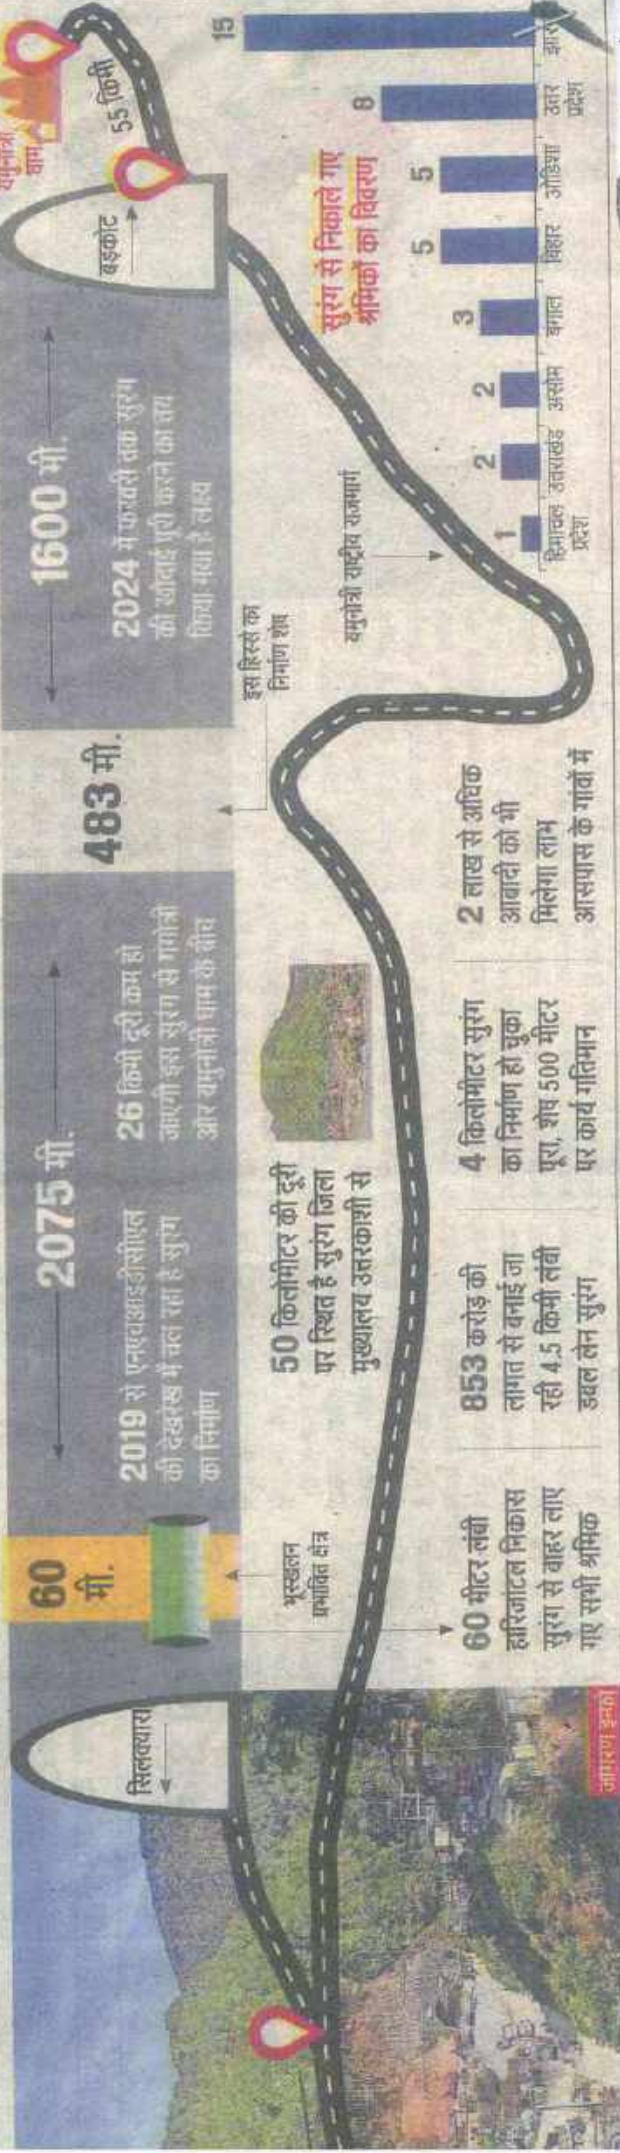 सिलक्यारा
60
मी.
भूस्खलन
प्रभावित क्षेत्र
2075 मी.
2019 से एनएचआइडीसीएल
की देखरेख में चल रहा है सुरंग
का निर्माण
26 किमी दूरी कम हो
जाएगी इस सुरंग से गंगोत्री
और यमुनोत्री धाम के बीच
483 मी.
इस हिस्से का
निर्माण शेष
1600 मी.
2024 में फरवरी तक सुरंग
की खोदाई पूरी करने का तय
किया गया है लक्ष्य
बड़कोट
55 किमी
यमुनोत्री
धाम
50 किलोमीटर की दूरी
पर स्थित है सुरंग जिला
मुख्यालय उत्तरकाशी से
यमुनोत्री राष्ट्रीय राजमार्ग
60 मीटर लंबी
हारिजांटल निकास
सुरंग से बाहर लाए
गए सभी श्रमिक
853 करोड़ की
लागत से बनाई जा
रही 4.5 किमी लंबी
डबल लेन सुरंग
4 किलोमीटर सुरंग
का निर्माण हो चुका
पूरा, शेष 500 मीटर
पर कार्य गतिमान
2 लाख से अधिक
आबादी को भी
मिलेगा लाभ
आसपास के गांवों में
सुरंग से निकाले गए
श्रमिकों का विवरण
1
2
2
3
5
5
8
15
हिमाचल
प्रदेश
उत्तराखंड
असोम
बंगाल
बिहार
ओडिशा
उत्तर
प्रदेश
झार
जागरण इन्फो